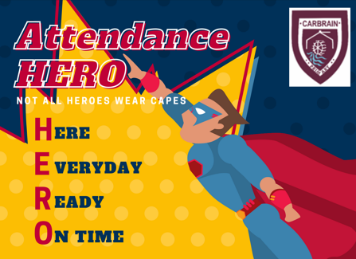 Attendance
HERO
NOT ALL HEROES WEAR CAPES
CARBRAIN
HERE
EVERYDAY
READY
ON TIME